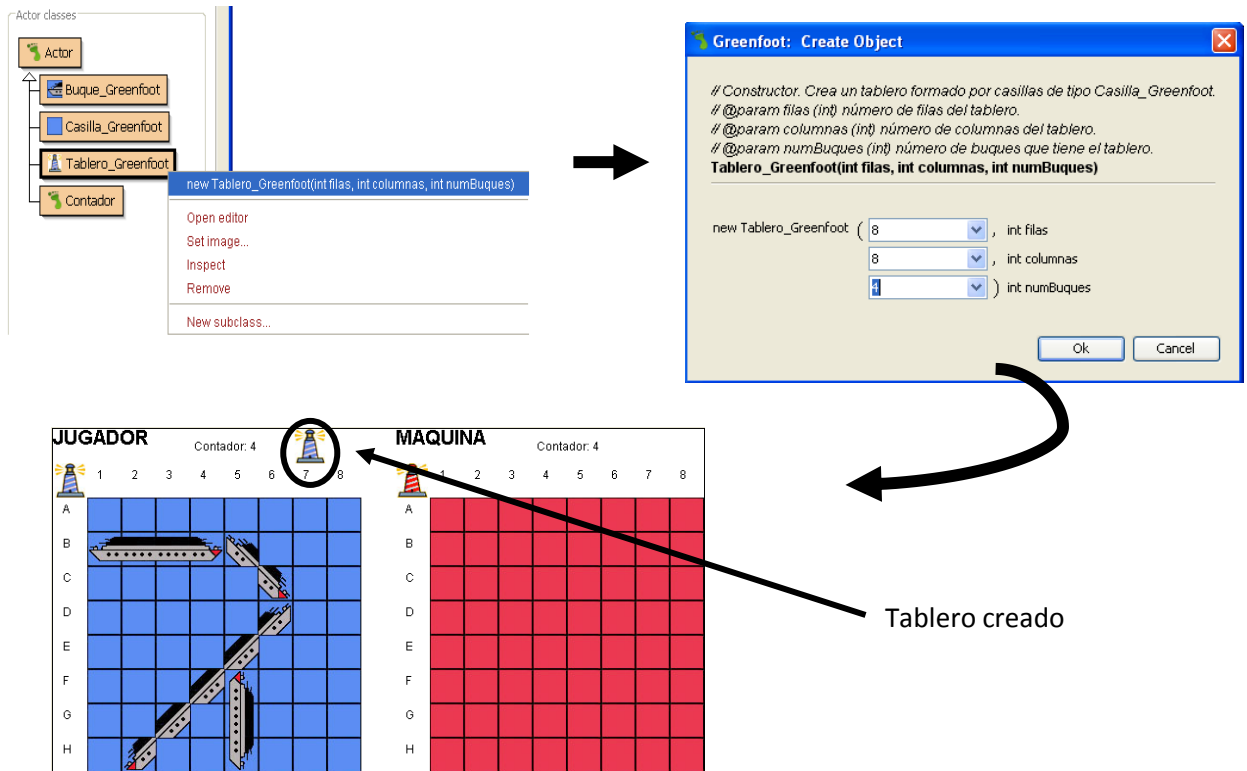 Actor classes
Actor
Buque_Greenfoot
Casilla_Greenfoot
Tablero_Greenfoot
Contador
new Tablero_Greenfoot(int filas, int columnas, int numBuques)
Open editor
Set image...
Inspect
Remove
New subclass...
Greenfoot: Create Object
// Constructor. Crea un tablero formado por casillas de tipo Casilla_Greenfoot.
// @param filas (int) número de filas del tablero.
// @param columnas (int) número de columnas del tablero.
// @param numBuques (int) número de buques que tiene el tablero.
Tablero_Greenfoot(int filas, int columnas, int numBuques)
new Tablero_Greenfoot ( 8 , int filas
8 , int columnas
4 ) int numBuques
Ok Cancel
JUGADOR Contador: 4 MAQUINA Contador: 4
1 2 3 4 5 6 7 8 1 2 3 4 5 6 7 8
A A
B B
C C
D D
E E
F F
G G
H H
Tablero creado